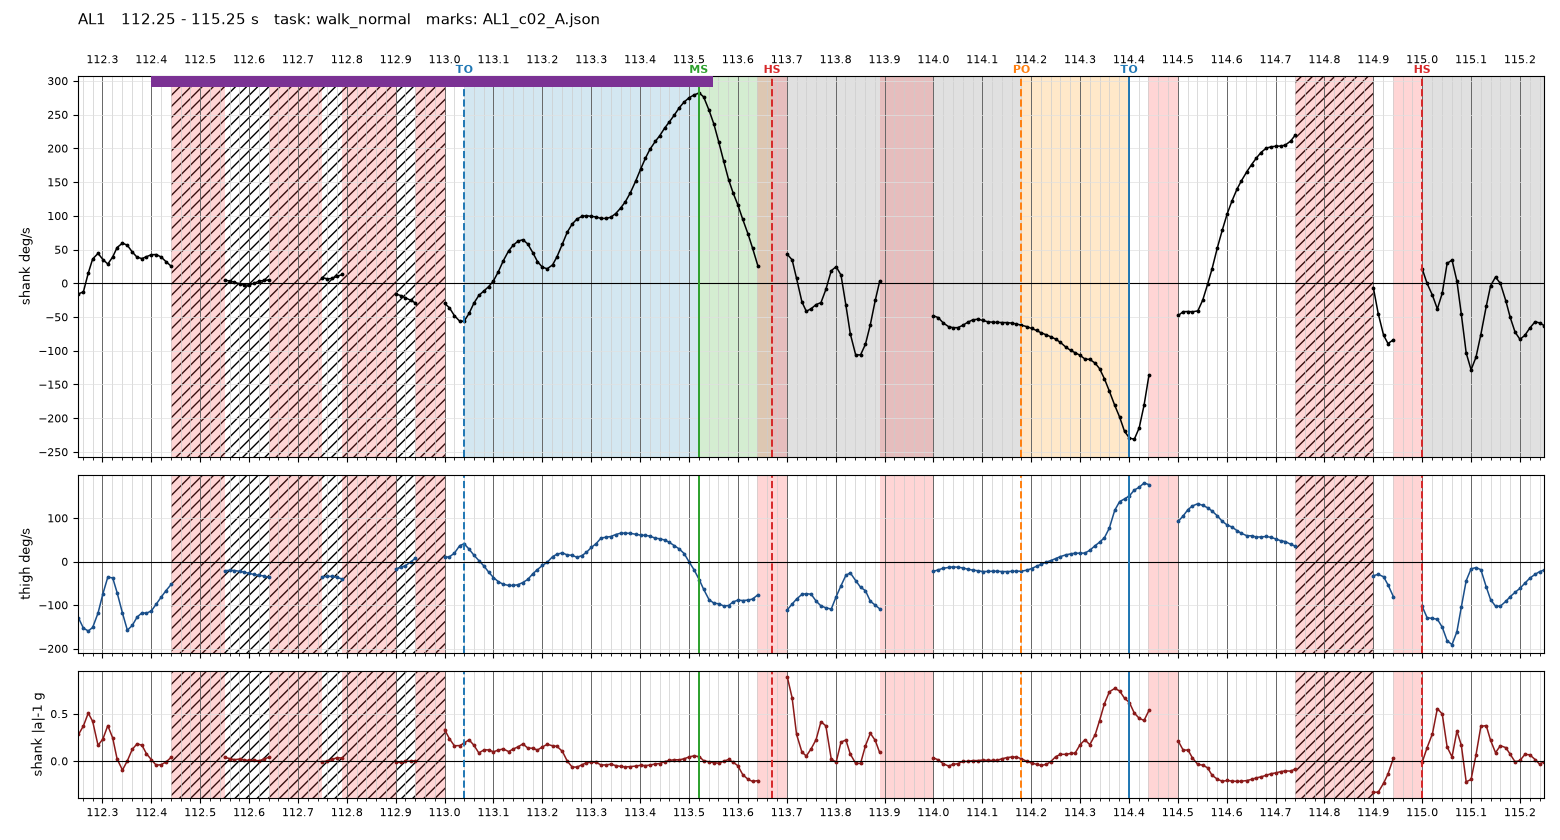 AL1   112.25 - 115.25 s   task: walk_normal   marks: AL1_c02_A.json
112.3 112.4 112.5 112.6 112.7 112.8 112.9 113.0 113.1 113.2 113.3 113.4 113.5 113.6 113.7 113.8 113.9 114.0 114.1 114.2 114.3 114.4 114.5 114.6 114.7 114.8 114.9 115.0 115.1 115.2
TO MS HS PO TO HS
300
250
200
150
100
50
0
−50
−100
−150
−200
−250
shank deg/s
100
0
−100
−200
thigh deg/s
0.5
0.0
shank |a|-1 g
112.3 112.4 112.5 112.6 112.7 112.8 112.9 113.0 113.1 113.2 113.3 113.4 113.5 113.6 113.7 113.8 113.9 114.0 114.1 114.2 114.3 114.4 114.5 114.6 114.7 114.8 114.9 115.0 115.1 115.2